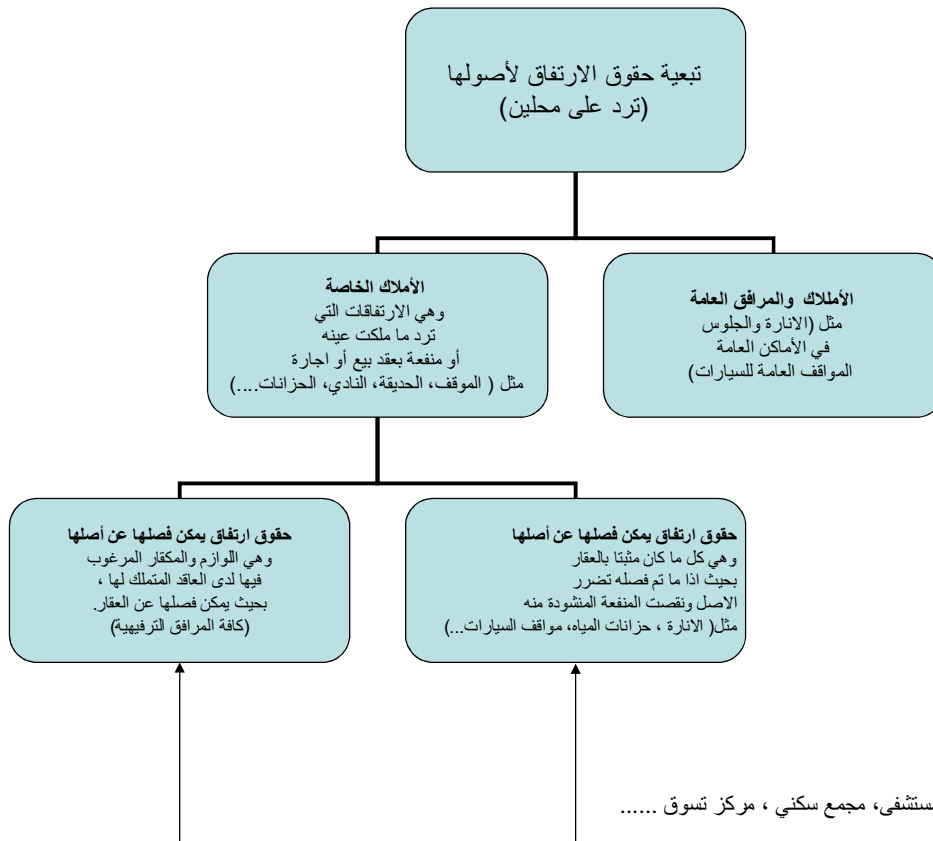 تبعية حقوق الارتفاق لأصولها
(ترد على محلين)
الأمللاك والمرافق العامة
مثل (الانارة والجلوس
في الأماكن العامة
المواقف العامة للسيارات)
الأملاك الخاصة
وهي الارتفاقات التي
ترد ما ملكت عينه
أو منفعة بعقد بيع أو اجارة
مثل ( الموقف، الحديقة، النادي، الحزانات....)
حقوق ارتفاق يمكن فصلها عن أصلها
وهي كل ما كان مثبتا بالعقار
بحيث اذا ما تم فصله تضرر
الاصل ونقصت المنفعة المنشودة منه
مثل( الانارة ، حزانات المياه، مواقف السيارات...)
حقوق ارتفاق يمكن فصلها عن أصلها
وهي اللوازم والمكقار المرغوب
فيها لدى العاقد المتملك لها ،
بحيث يمكن فصلها عن العقار.
(كافة المرافق الترفيهية)
ستشفى، مجمع سكني ، مركز تسوق ......